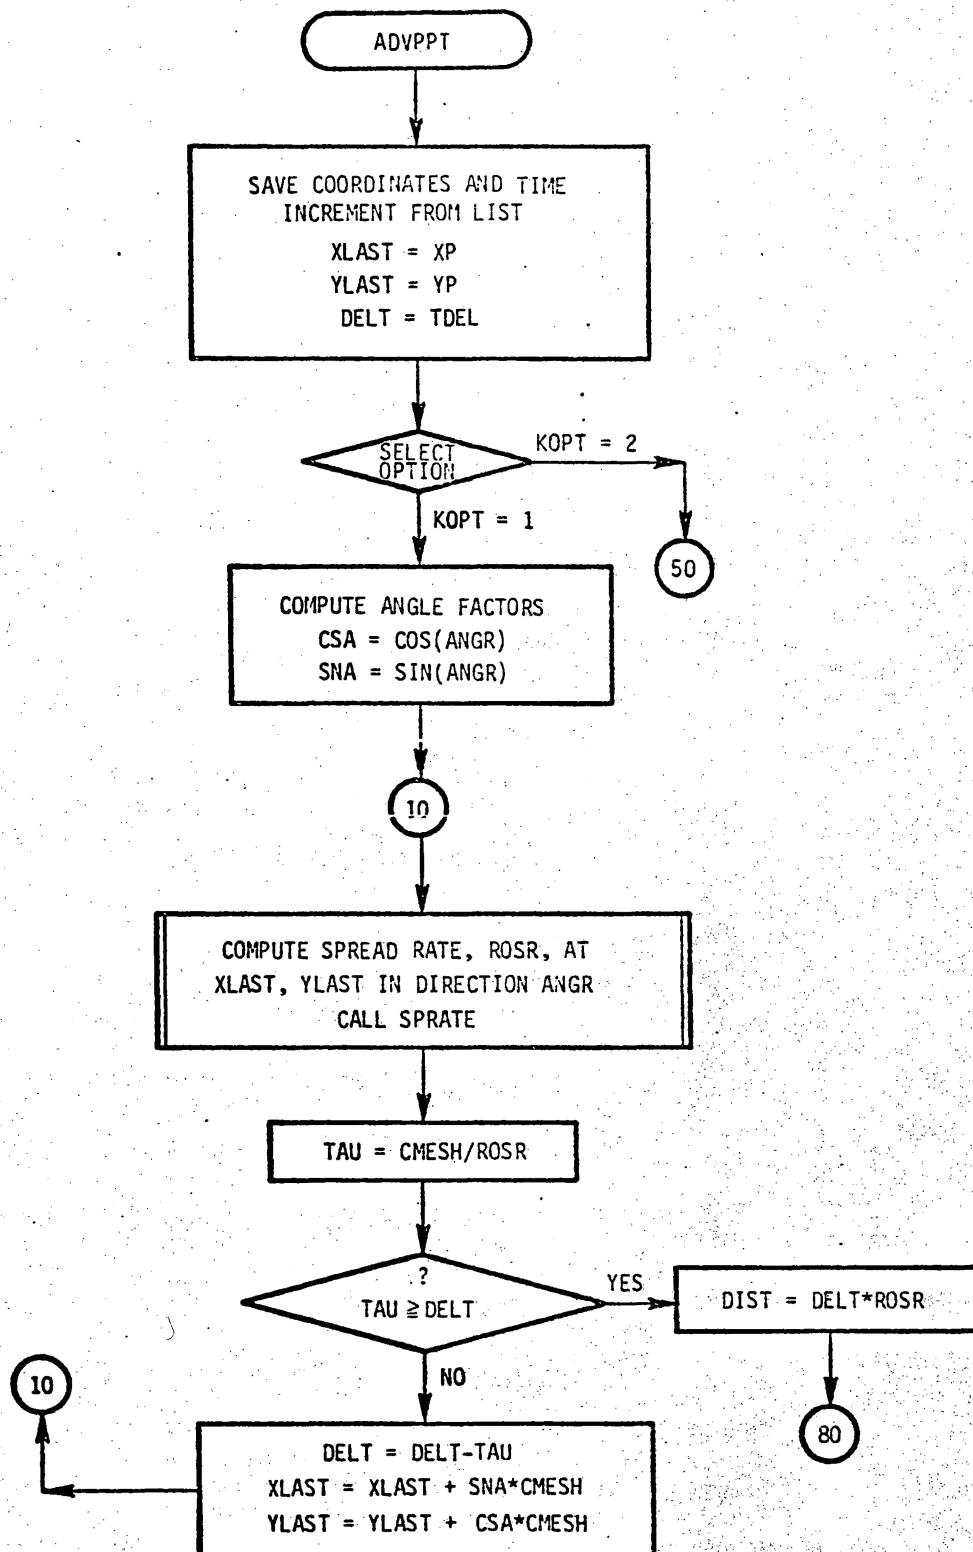 ADVPPT
SAVE COORDINATES AND TIME
INCREMENT FROM LIST
XLAST = XP
YLAST = YP
DELT = TDEL
SELECT
OPTION
KOPT = 2
KOPT = 1
50
COMPUTE ANGLE FACTORS
CSA = COS(ANGR)
SNA = SIN(ANGR)
10
COMPUTE SPREAD RATE, ROSR, AT
XLAST, YLAST IN DIRECTION ANGR
CALL SPRATE
TAU = CMESH/ROSR
?
TAU ≧ DELT
YES
DIST = DELT*ROSR
NO
10
80
DELT = DELT-TAU
XLAST = XLAST + SNA*CMESH
YLAST = YLAST + CSA*CMESH